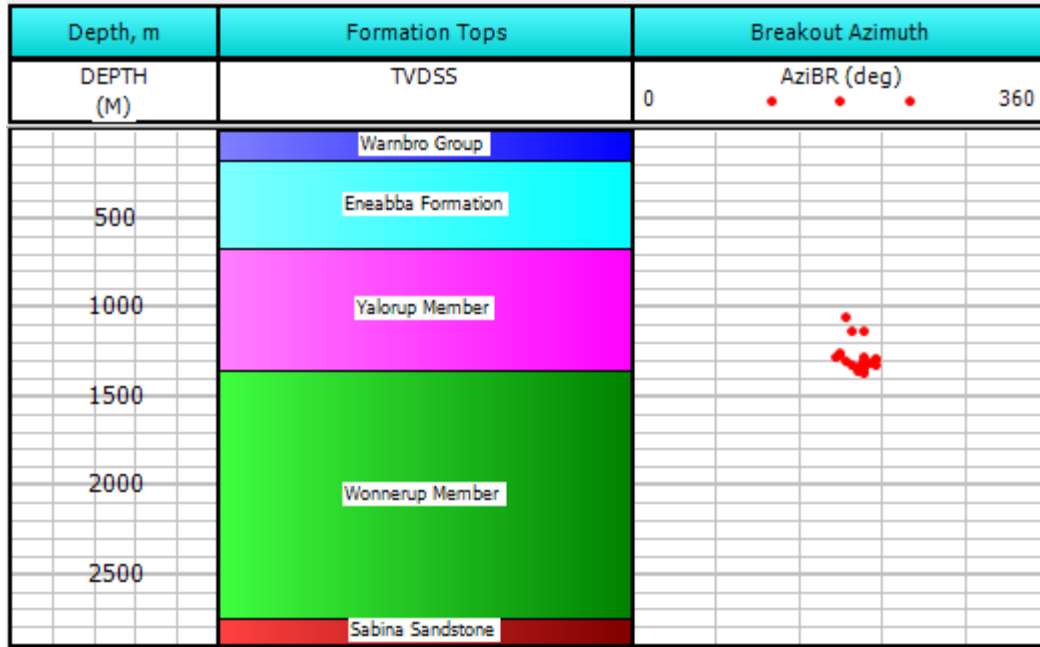 Depth, m
Formation Tops
Breakout Azimuth
DEPTH
(M)
TVDSS
AziBR (deg)
0
360
Warnbro Group
Eneabba Formation
500
Yalorup Member
1000
1500
Wonnerup Member
2000
2500
Sabina Sandstone